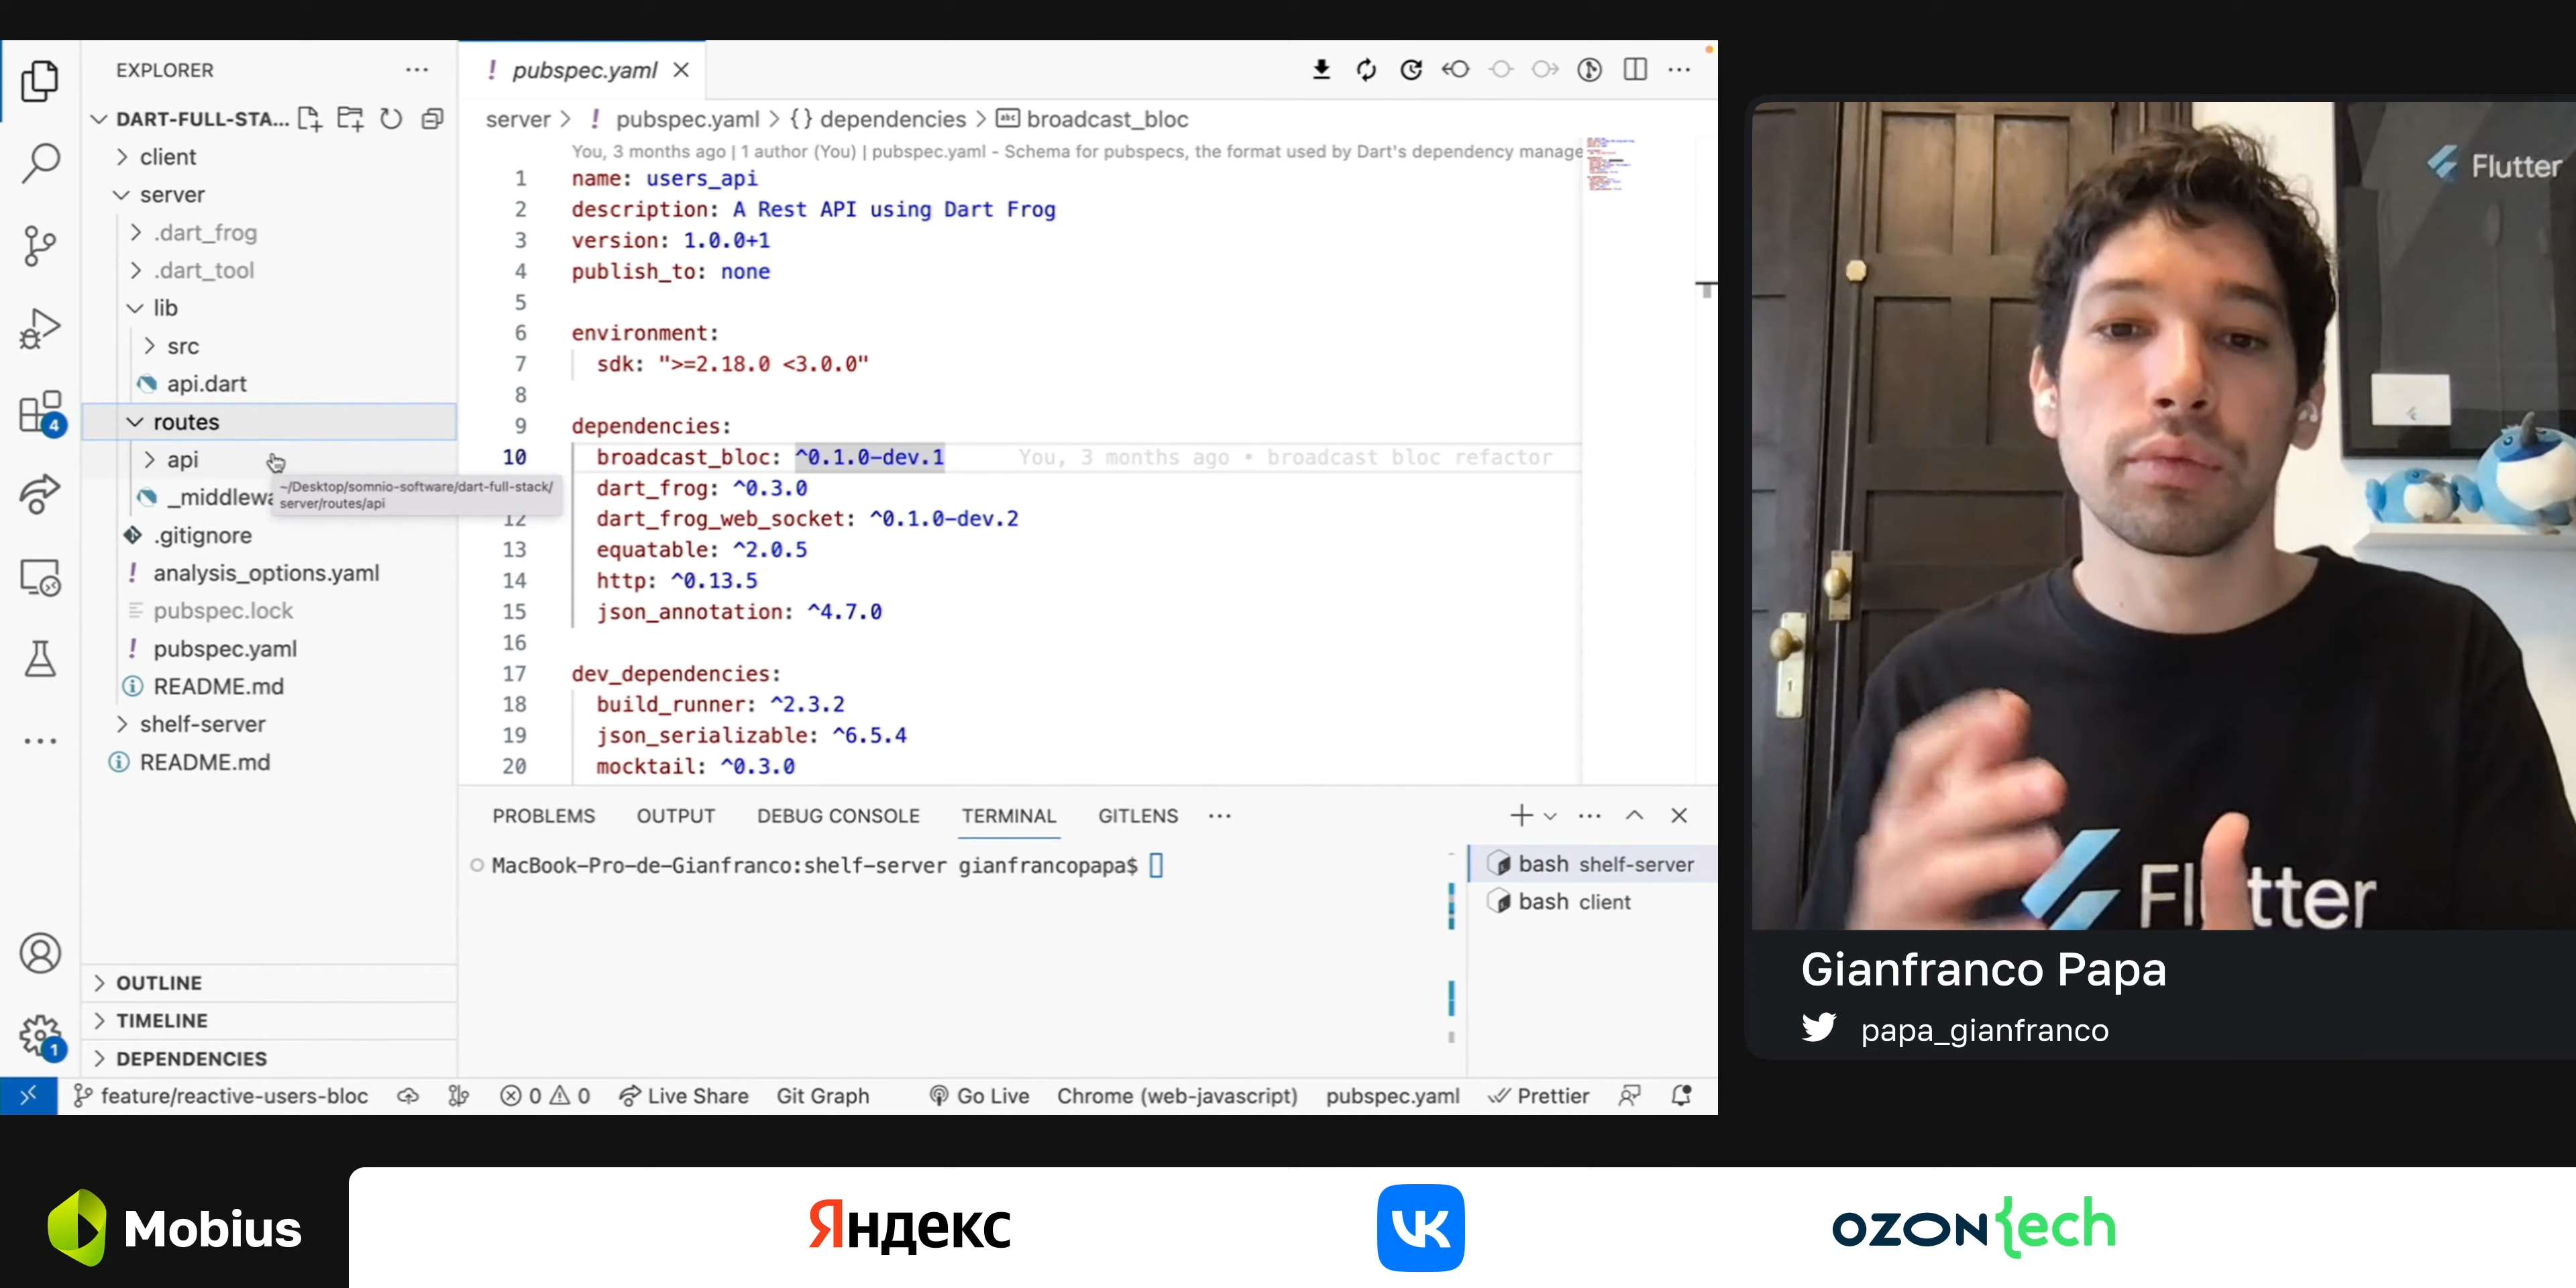 EXPLORER
DART-FULL-STA...
client
server
.dart_frog
.dart_tool
lib
src
api.dart
routes
api
_middlewa
~/Desktop/somnio-software/dart-full-stack/
server/routes/api
.gitignore
analysis_options.yaml
pubspec.lock
pubspec.yaml
README.md
shelf-server
README.md
OUTLINE
TIMELINE
DEPENDENCIES
4
1
! pubspec.yaml
server > ! pubspec.yaml > {} dependencies > abc broadcast_bloc
You, 3 months ago | 1 author (You) | pubspec.yaml - Schema for pubspecs, the format used by Dart's dependency manage
1 name: users_api
2 description: A Rest API using Dart Frog
3 version: 1.0.0+1
4 publish_to: none
5
6 environment:
7 sdk: ">=2.18.0 <3.0.0"
8
9 dependencies:
10 broadcast_bloc: ^0.1.0-dev.1 You, 3 months ago • broadcast bloc refactor
dart_frog: ^0.3.0
12 dart_frog_web_socket: ^0.1.0-dev.2
13 equatable: ^2.0.5
14 http: ^0.13.5
15 json_annotation: ^4.7.0
16
17 dev_dependencies:
18 build_runner: ^2.3.2
19 json_serializable: ^6.5.4
20 mocktail: ^0.3.0
PROBLEMS OUTPUT DEBUG CONSOLE TERMINAL GITLENS
MacBook-Pro-de-Gianfranco:shelf-server gianfrancopapa$
bash shelf-server
bash client
feature/reactive-users-bloc 0 0 Live Share Git Graph Go Live Chrome (web-javascript) pubspec.yaml Prettier
Flutter
Flutter
Gianfranco Papa
papa_gianfranco
Mobius
Яндекс
VK
OZON{ech